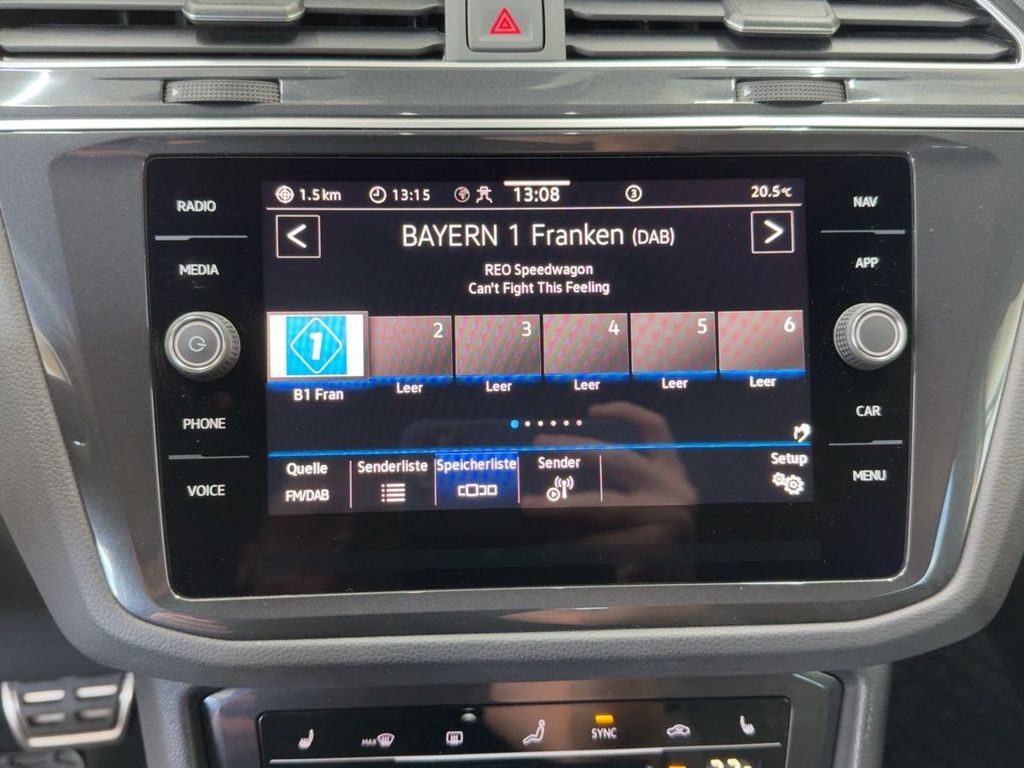 1.5 km 13:15 13:08 3 20.5°C
RADIO
NAV
BAYERN 1 Franken (DAB)
MEDIA
APP
REO Speedwagon
Can't Fight This Feeling
1 2 3 4 5 6
B1 Fran Leer Leer Leer Leer Leer
PHONE
CAR
Quelle Senderliste Speicherliste Sender Setup
FM/DAB
VOICE
MENU
MAX SYNC